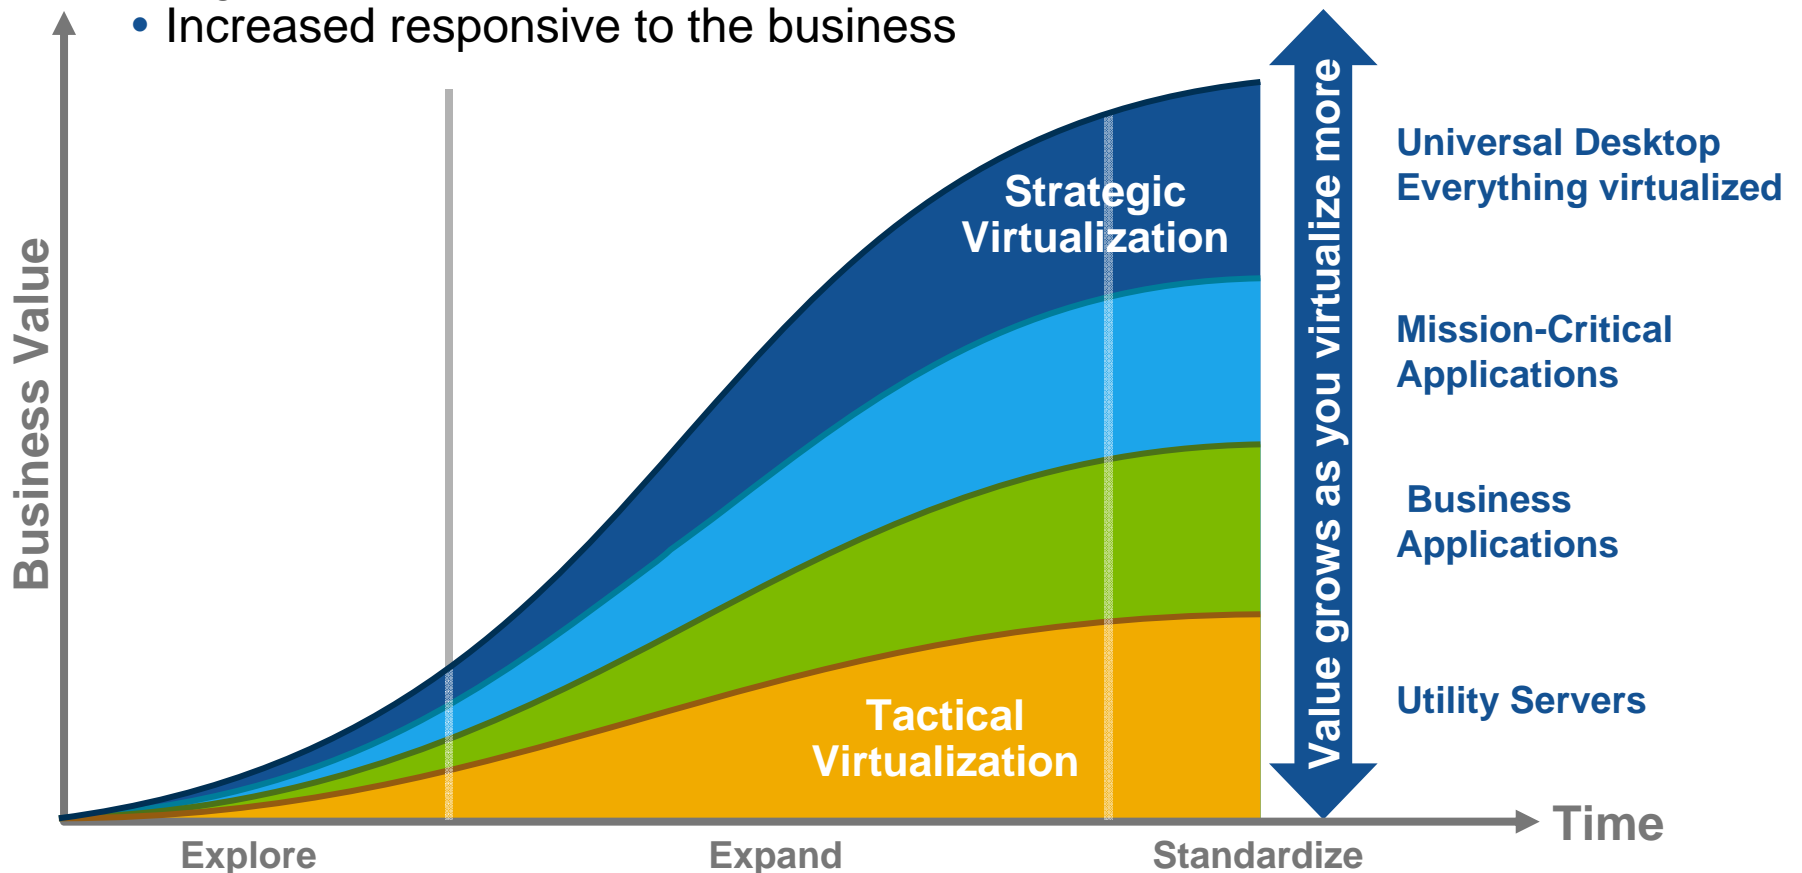 • Increased responsive to the business
Business Value
Strategic
Virtualization
Tactical
Virtualization
Value grows as you virtualize more
Universal Desktop
Everything virtualized
Mission-Critical
Applications
Business
Applications
Utility Servers
Time
Explore
Expand
Standardize